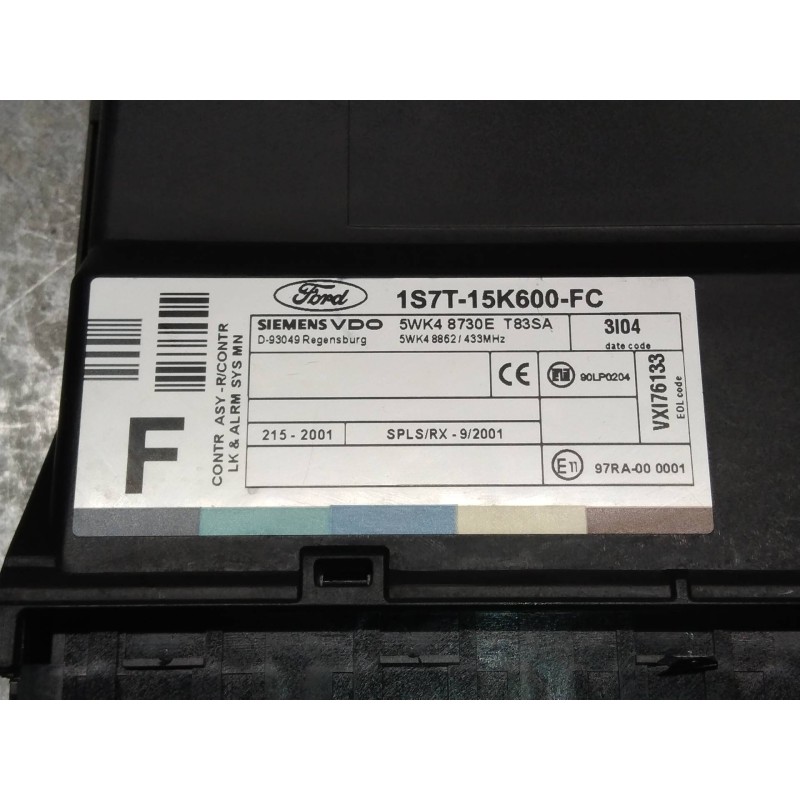 Ford 1S7T-15K600-FC
SIEMENS VDO 5WK4 8730E T83SA
D-93049 Regensburg 5WK4 8862 / 433MHz
3I04
date code
CE
90LP0204
VXI76133
EOL code
215 - 2001 SPLS/RX - 9/2001
E11 97RA-00 0001
F
CONTR ASY -R/CONTR
LK & ALRM SYS MN